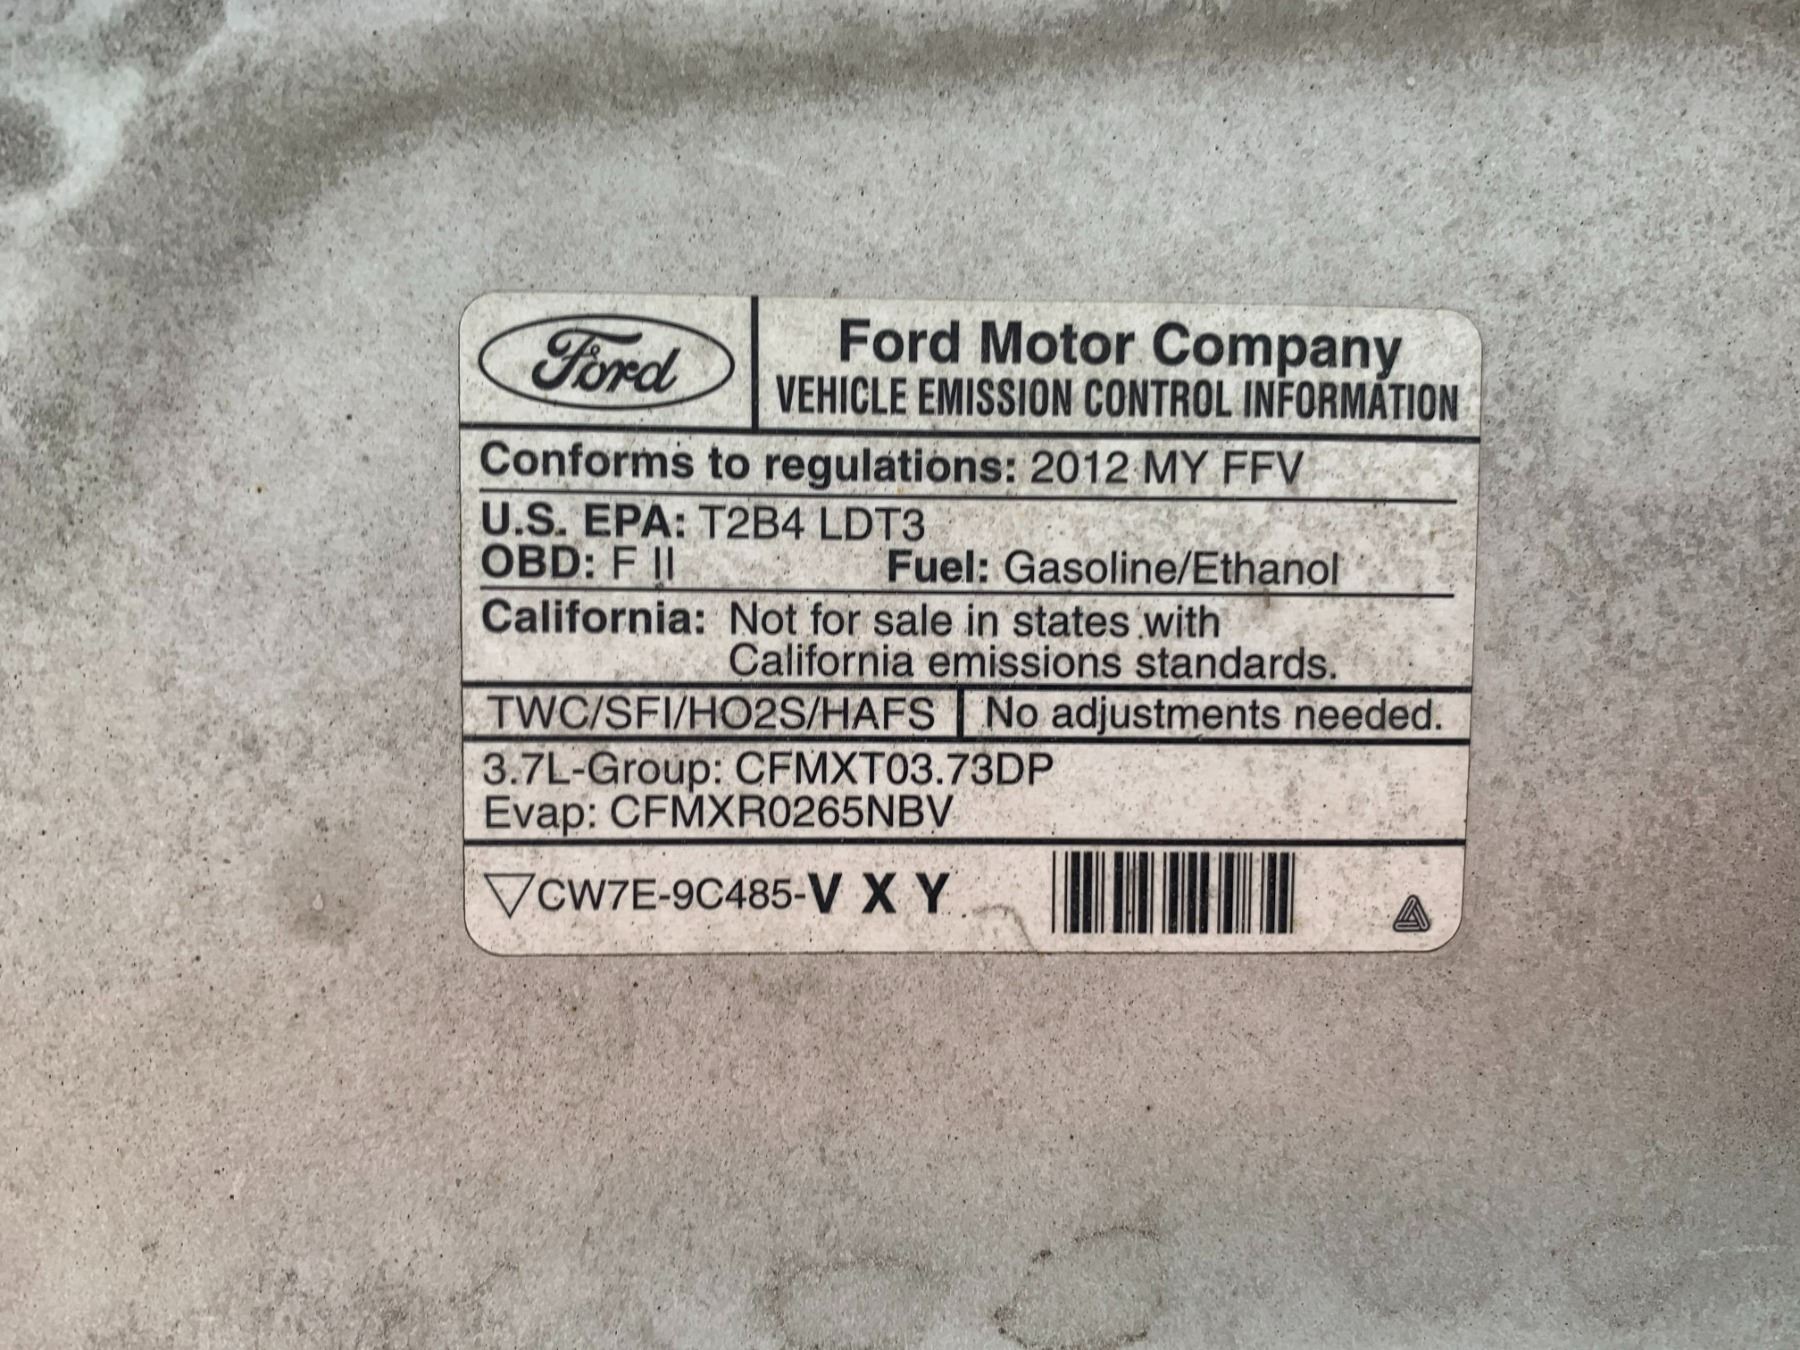 Ford
Ford Motor Company
VEHICLE EMISSION CONTROL INFORMATION
Conforms to regulations: 2012 MY FFV
U.S. EPA: T2B4 LDT3
OBD: F II Fuel: Gasoline/Ethanol
California: Not for sale in states with
California emissions standards.
TWC/SFI/HO2S/HAFS No adjustments needed.
3.7L-Group: CFMXT03.73DP
Evap: CFMXR0265NBV
▽CW7E-9C485-V X Y